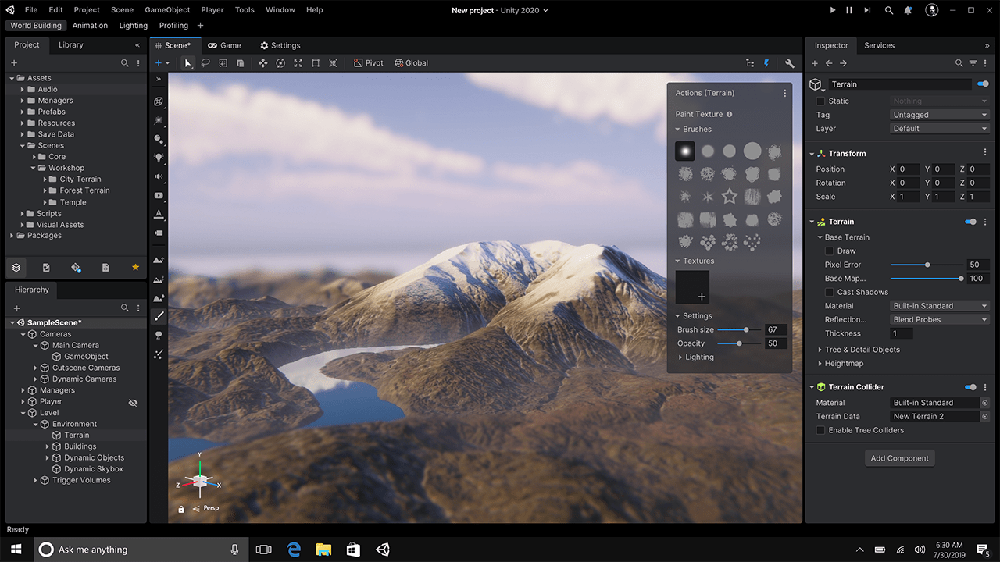 File Edit Project Scene GameObject Player Tools Window Help
New project - Unity 2020
World Building Animation Lighting Profiling
Project Library
Scene* Game Settings
Inspector Services
Pivot Global
Assets
Audio
Managers
Prefabs
Resources
Save Data
Scenes
Core
Workshop
City Terrain
Forest Terrain
Temple
Scripts
Visual Assets
Packages
Hierarchy
SampleScene*
Cameras
Main Camera
GameObject
Cutscene Cameras
Dynamic Cameras
Managers
Player
Level
Environment
Terrain
Buildings
Dynamic Objects
Dynamic Skybox
Trigger Volumes
Y
Z X
Persp
Actions (Terrain)
Paint Texture
Brushes
Textures
Settings
Brush size 67
Opacity 50
Lighting
Terrain
Static Nothing
Tag Untagged
Layer Default
Transform
Position X 0 Y 0 Z 0
Rotation X 0 Y 0 Z 0
Scale X 1 Y 1 Z 1
Terrain
Base Terrain
Draw
Pixel Error 50
Base Map... 100
Cast Shadows
Material Built-in Standard
Reflection... Blend Probes
Thickness 1
Tree & Detail Objects
Heightmap
Terrain Collider
Material Built-in Standard
Terrain Data New Terrain 2
Enable Tree Colliders
Add Component
Ready
Ask me anything
6:30 AM
7/30/2019
5